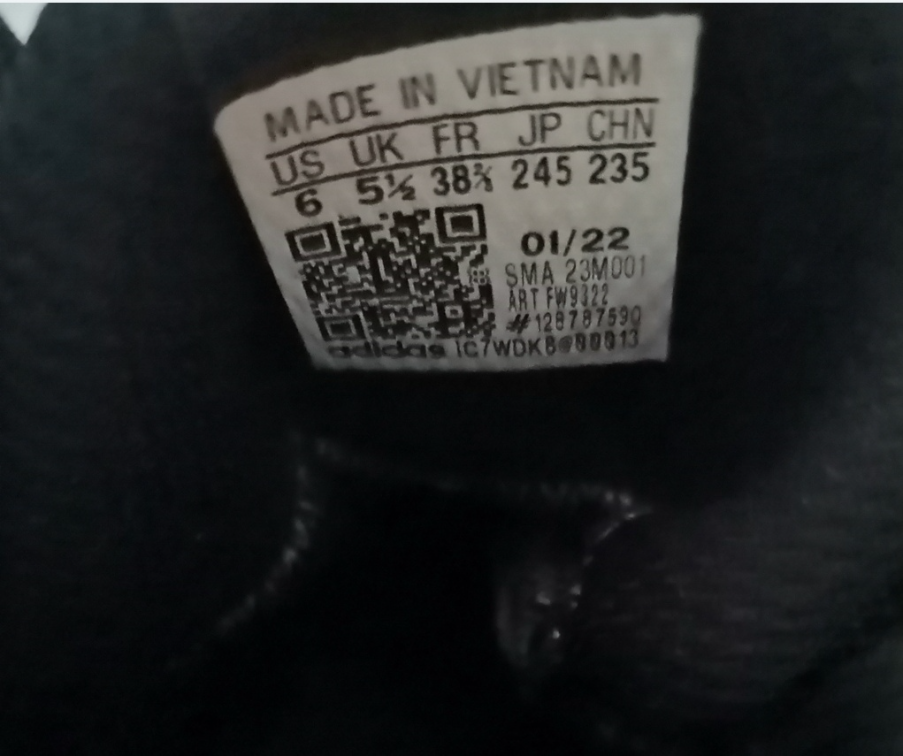 MADE IN VIETNAM
US UK FR JP CHN
6 5½ 38⅔ 245 235
01/22
SMA 23M001
ART FW9322
#128787590
adidas